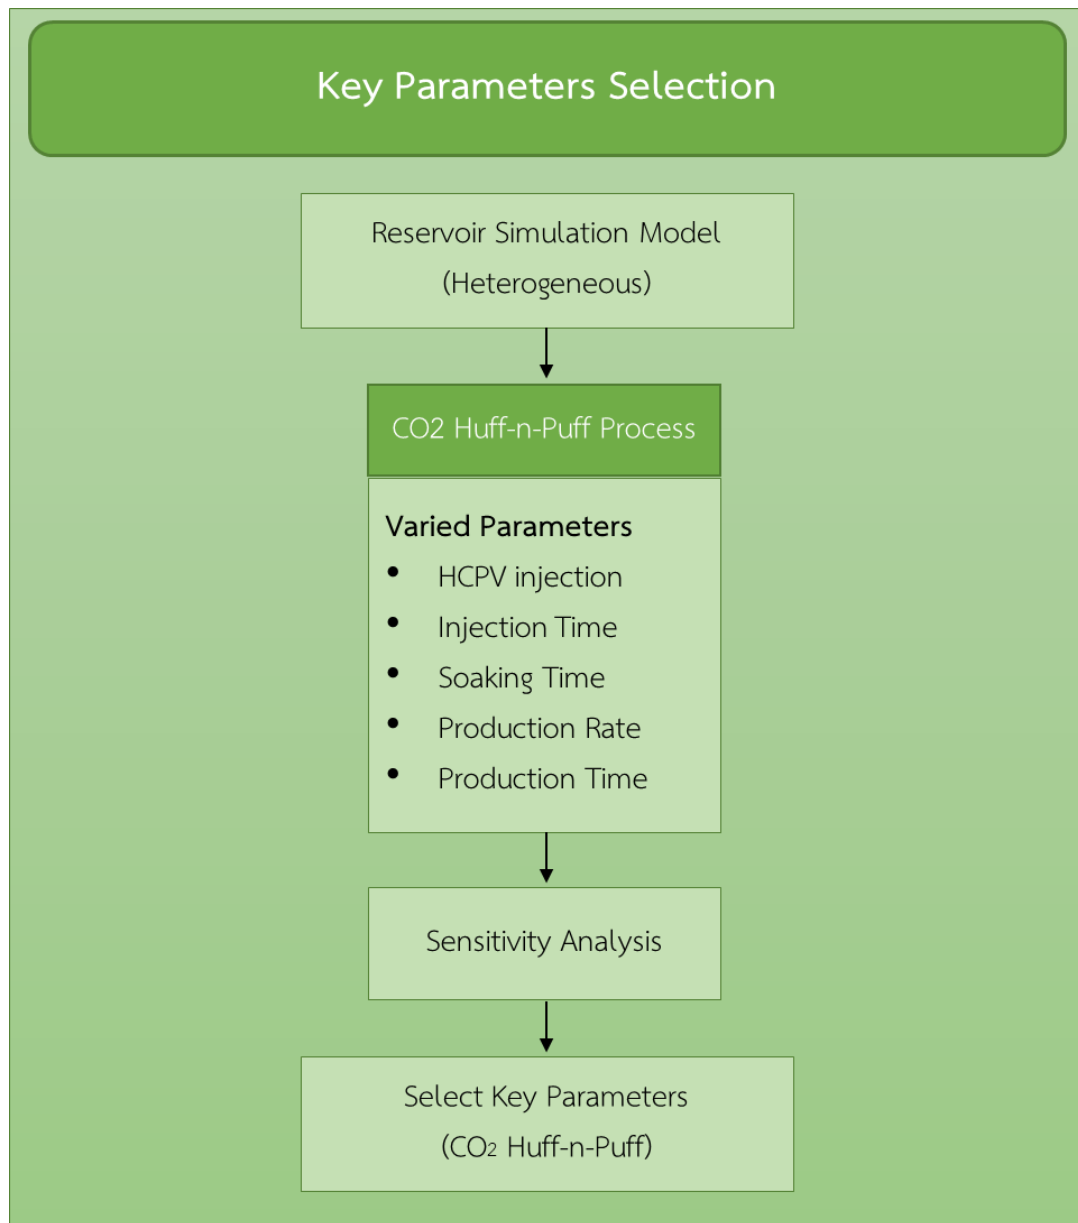 Key Parameters Selection
Reservoir Simulation Model
(Heterogeneous)
CO2 Huff-n-Puff Process
Varied Parameters
• HCPV injection
• Injection Time
• Soaking Time
• Production Rate
• Production Time
Sensitivity Analysis
Select Key Parameters
(CO₂ Huff-n-Puff)